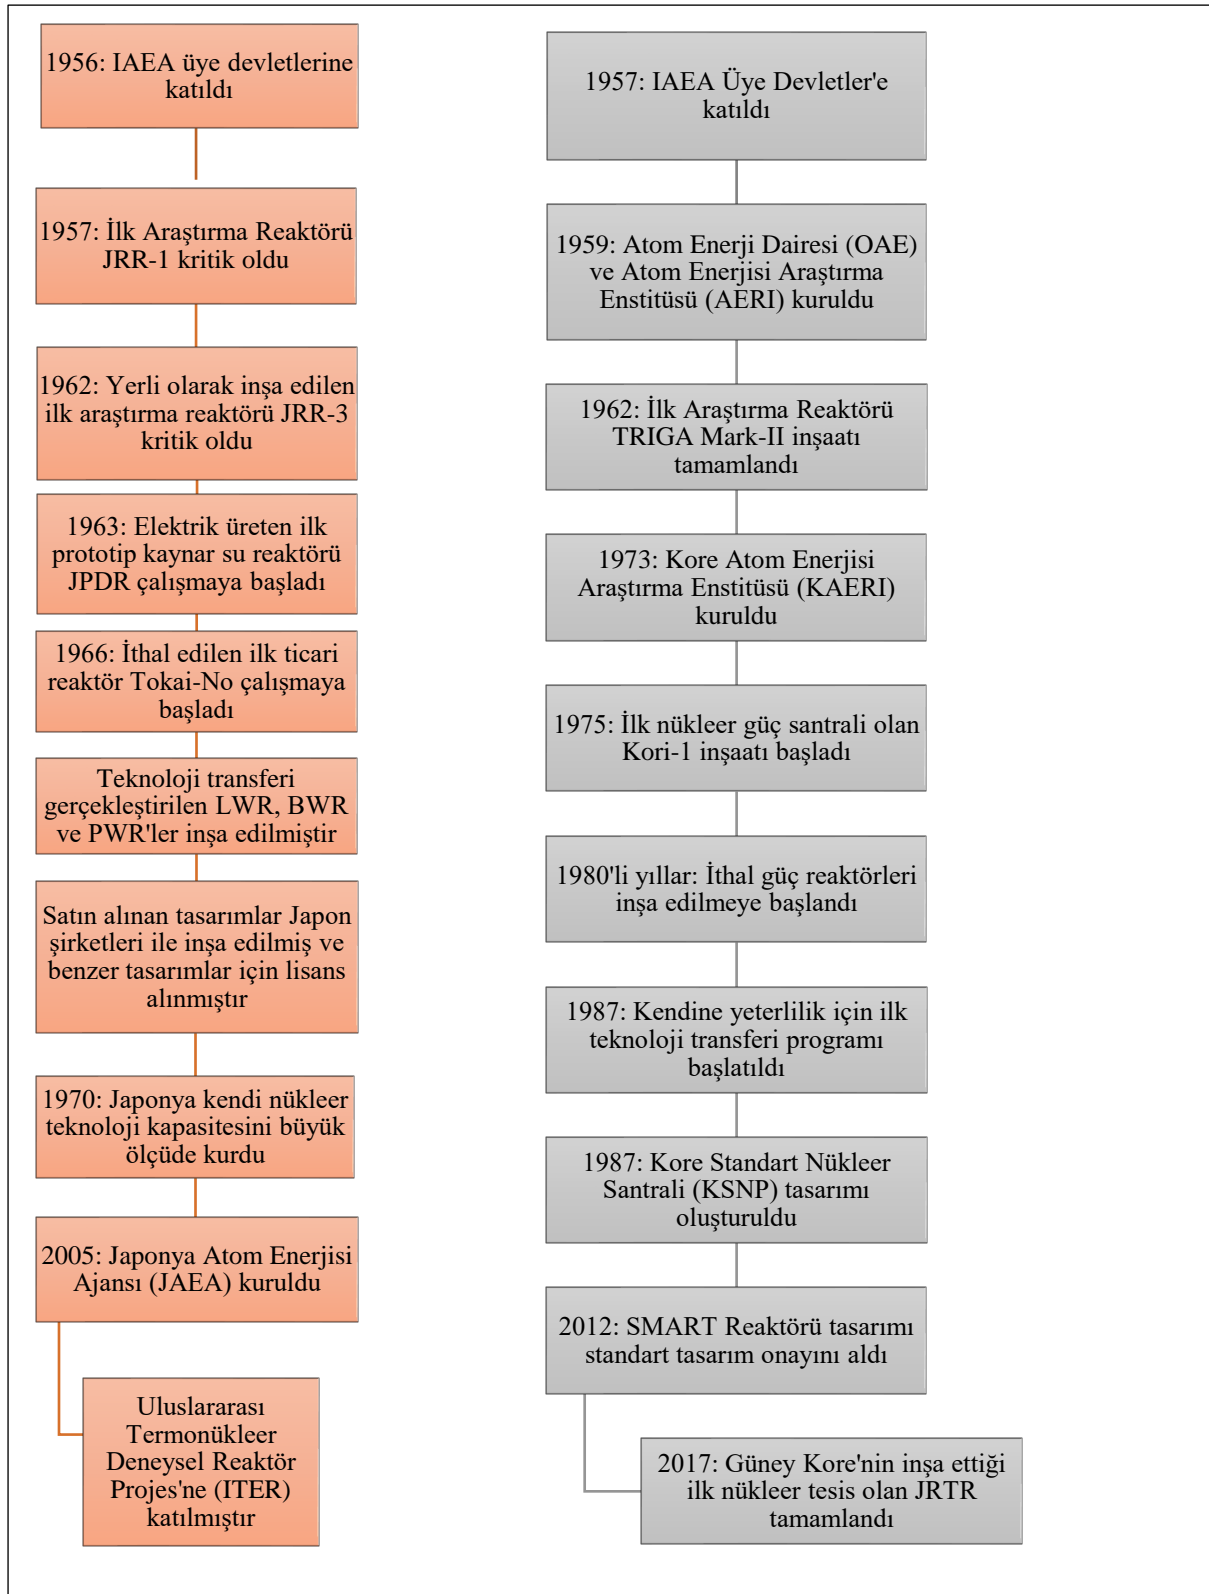 1956: IAEA üye devletlerine
katıldı
1957: İlk Araştırma Reaktörü
JRR-1 kritik oldu
1962: Yerli olarak inşa edilen
ilk araştırma reaktörü JRR-3
kritik oldu
1963: Elektrik üreten ilk
prototip kaynar su reaktörü
JPDR çalışmaya başladı
1966: İthal edilen ilk ticari
reaktör Tokai-No çalışmaya
başladı
Teknoloji transferi
gerçekleştirilen LWR, BWR
ve PWR'ler inşa edilmiştir
Satın alınan tasarımlar Japon
şirketleri ile inşa edilmiş ve
benzer tasarımlar için lisans
alınmıştır
1970: Japonya kendi nükleer
teknoloji kapasitesini büyük
ölçüde kurdu
2005: Japonya Atom Enerjisi
Ajansı (JAEA) kuruldu
Uluslararası
Termonükleer
Deneysel Reaktör
Projes'ne (ITER)
katılmıştır
1957: IAEA Üye Devletler'e
katıldı
1959: Atom Enerji Dairesi (OAE)
ve Atom Enerjisi Araştırma
Enstitüsü (AERI) kuruldu
1962: İlk Araştırma Reaktörü
TRIGA Mark-II inşaatı
tamamlandı
1973: Kore Atom Enerjisi
Araştırma Enstitüsü (KAERI)
kuruldu
1975: İlk nükleer güç santrali olan
Kori-1 inşaatı başladı
1980'li yıllar: İthal güç reaktörleri
inşa edilmeye başlandı
1987: Kendine yeterlilik için ilk
teknoloji transferi programı
başlatıldı
1987: Kore Standart Nükleer
Santrali (KSNP) tasarımı
oluşturuldu
2012: SMART Reaktörü tasarımı
standart tasarım onayını aldı
2017: Güney Kore'nin inşa ettiği
ilk nükleer tesis olan JRTR
tamamlandı